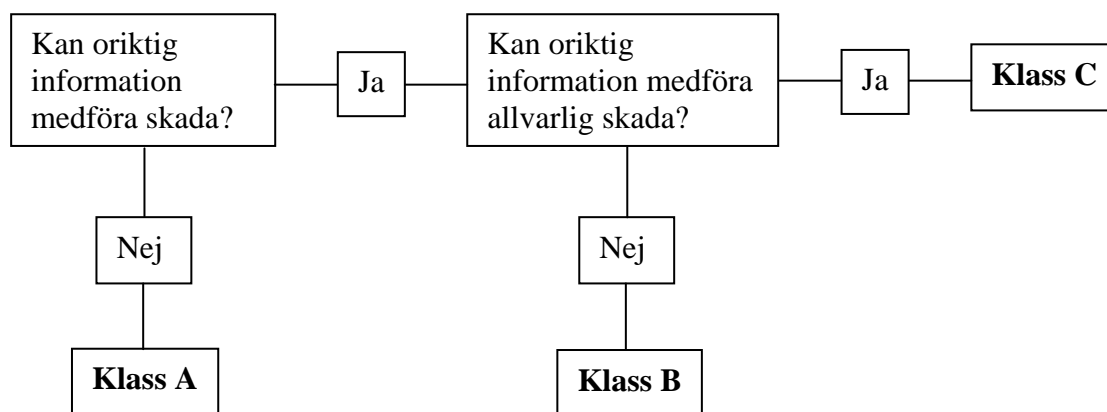 Kan oriktig
information
medföra skada?
Ja
Kan oriktig
information medföra
allvarlig skada?
Ja
Klass C
Nej
Nej
Klass A
Klass B